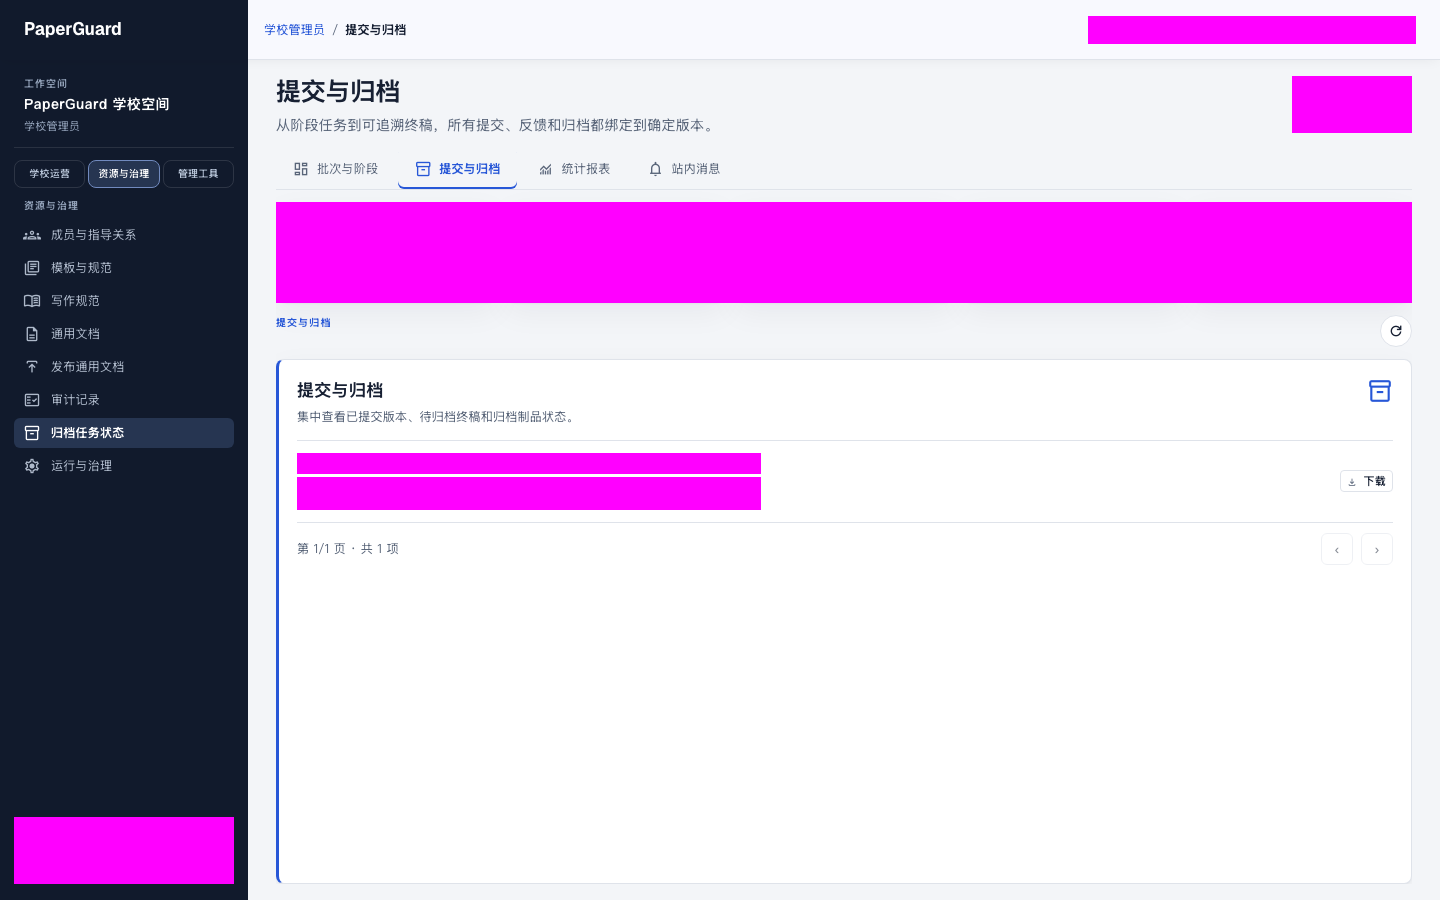 PaperGuard
工作空间
PaperGuard 学校空间
学校管理员
学校运营
资源与治理
管理工具
资源与治理
成员与指导关系
模板与规范
写作规范
通用文档
发布通用文档
审计记录
归档任务状态
运行与治理
学校管理员 / 提交与归档
提交与归档
从阶段任务到可追溯终稿，所有提交、反馈和归档都绑定到确定版本。
批次与阶段
提交与归档
统计报表
站内消息
提交与归档
提交与归档
集中查看已提交版本、待归档终稿和归档制品状态。
下载
第 1/1 页 · 共 1 项
‹
›